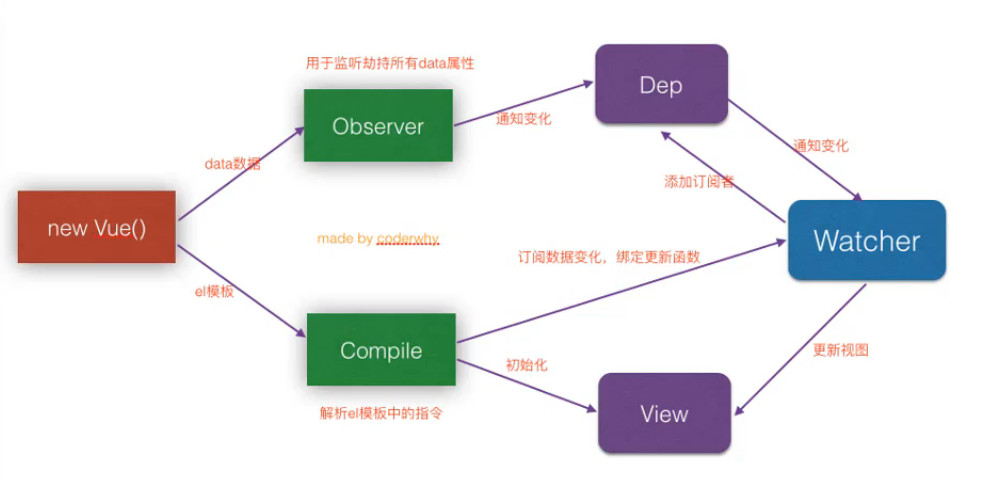 用于监听劫持所有data属性
Dep
Observer
通知变化
通知变化
data数据
添加订阅者
new Vue()
made by coderwhy
Watcher
订阅数据变化，绑定更新函数
el模板
Compile
初始化
更新视图
解析el模板中的指令
View